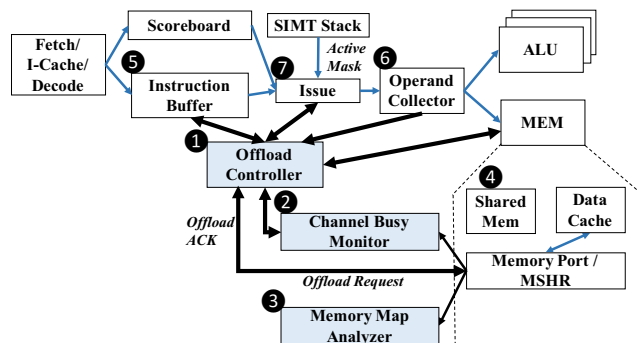 Scoreboard
SIMT Stack
Fetch/
I-Cache/
Decode
5
Instruction
Buffer
7
Active
Mask
Issue
6
Operand
Collector
ALU
MEM
1
Offload
Controller
2
Channel Busy
Monitor
Offload
ACK
4
Shared
Mem
Data
Cache
Memory Port /
MSHR
Offload Request
3
Memory Map
Analyzer